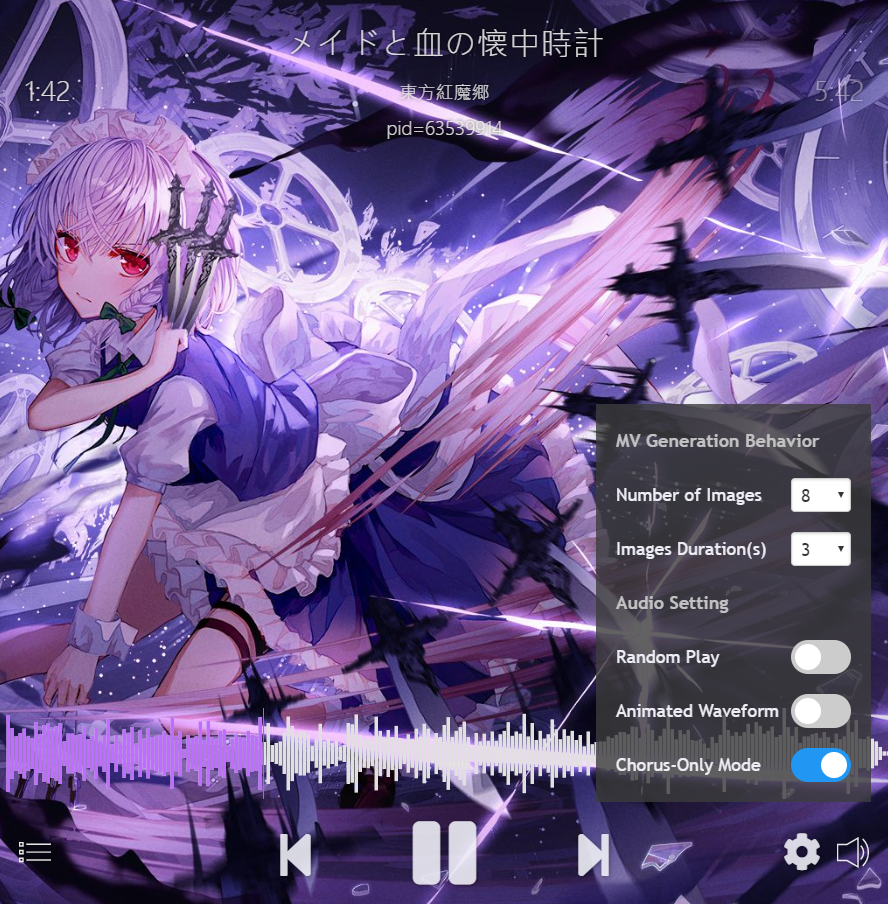 メイドと血の懐中時計
1:42
東方紅魔郷
5:42
pid=63539914
MV Generation Behavior
Number of Images 8
Images Duration(s) 3
Audio Setting
Random Play
Animated Waveform
Chorus-Only Mode